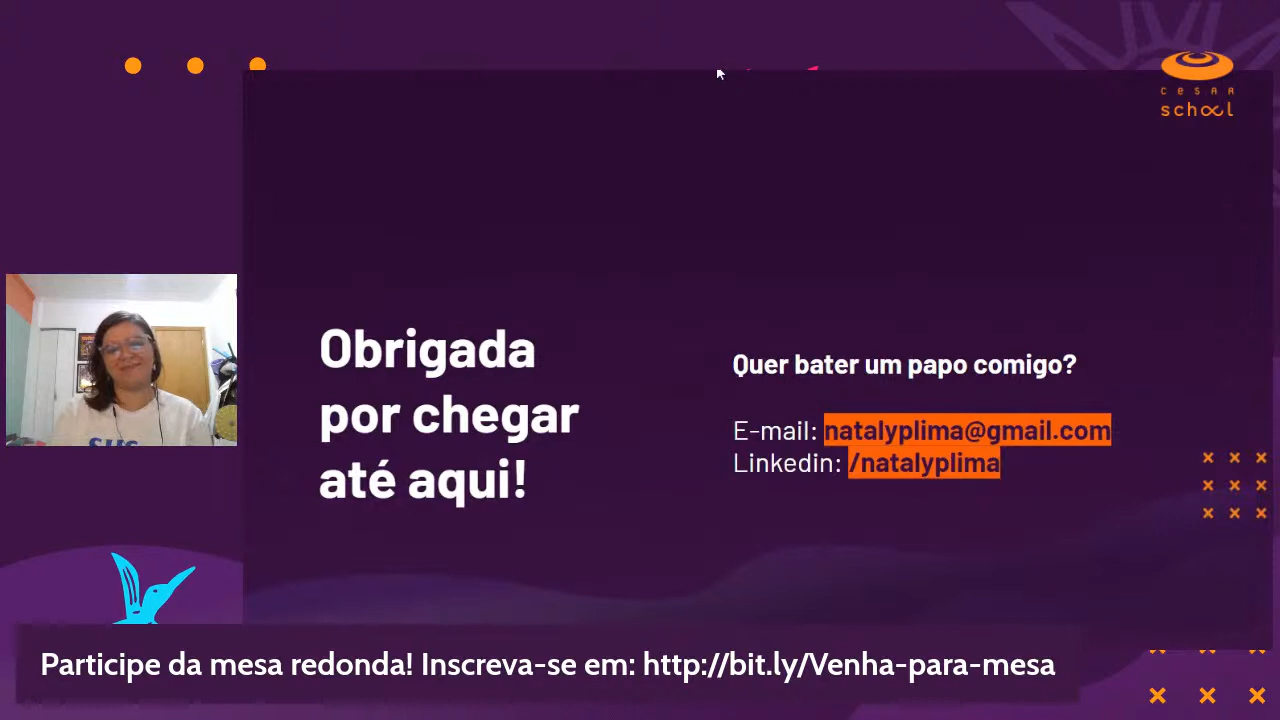 CESAR
school
Obrigada
por chegar
até aqui!
Quer bater um papo comigo?
E-mail: natalyplima@gmail.com
Linkedin: /natalyplima
SUS
Participe da mesa redonda! Inscreva-se em: http://bit.ly/Venha-para-mesa